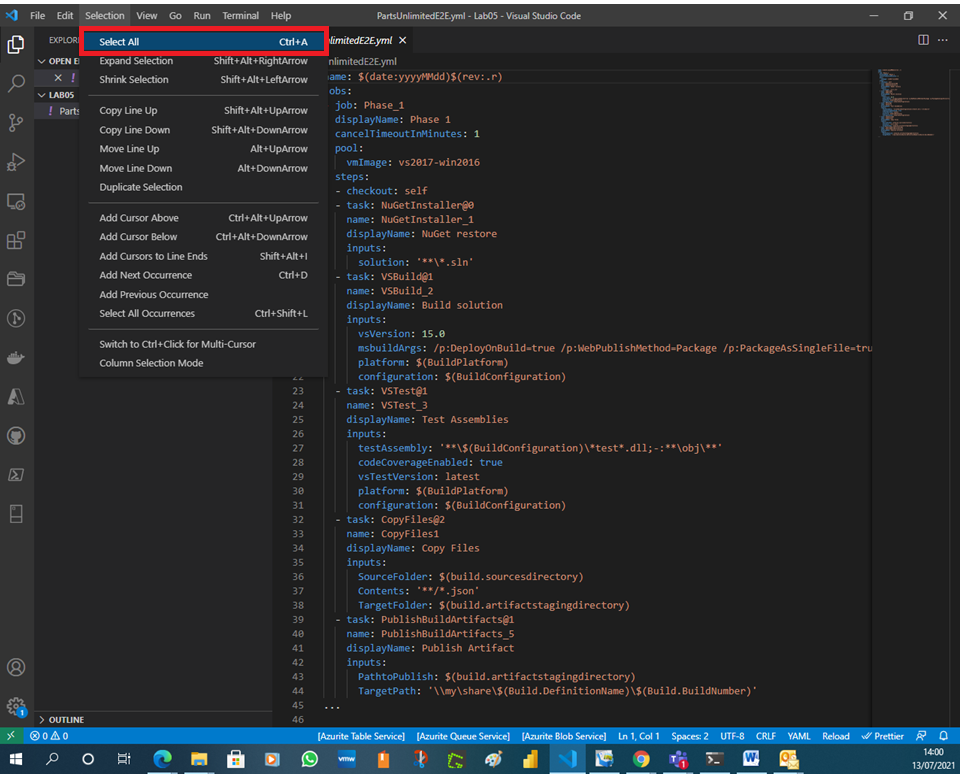 File Edit Selection View Go Run Terminal Help PartsUnlimitedE2E.yml - Lab05 - Visual Studio Code
EXPLOR
nlimitedE2E.yml
OPEN E
!
LAB05
! Parts
Select All Ctrl+A
Expand Selection Shift+Alt+RightArrow
Shrink Selection Shift+Alt+LeftArrow
Copy Line Up Shift+Alt+UpArrow
Copy Line Down Shift+Alt+DownArrow
Move Line Up Alt+UpArrow
Move Line Down Alt+DownArrow
Duplicate Selection
Add Cursor Above Ctrl+Alt+UpArrow
Add Cursor Below Ctrl+Alt+DownArrow
Add Cursors to Line Ends Shift+Alt+I
Add Next Occurrence Ctrl+D
Add Previous Occurrence
Select All Occurrences Ctrl+Shift+L
Switch to Ctrl+Click for Multi-Cursor
Column Selection Mode
nlimitedE2E.yml
ame: $(date:yyyyMMdd)$(rev:.r)
obs:
job: Phase_1
displayName: Phase 1
cancelTimeoutInMinutes: 1
pool:
vmImage: vs2017-win2016
steps:
- checkout: self
- task: NuGetInstaller@0
name: NuGetInstaller_1
displayName: NuGet restore
inputs:
solution: '**\*.sln'
- task: VSBuild@1
name: VSBuild_2
displayName: Build solution
inputs:
vsVersion: 15.0
msbuildArgs: /p:DeployOnBuild=true /p:WebPublishMethod=Package /p:PackageAsSingleFile=tru
platform: $(BuildPlatform)
22 configuration: $(BuildConfiguration)
23 - task: VSTest@1
24 name: VSTest_3
25 displayName: Test Assemblies
26 inputs:
27 testAssembly: '**\$(BuildConfiguration)\*test*.dll;-:**\obj\**'
28 codeCoverageEnabled: true
29 vsTestVersion: latest
30 platform: $(BuildPlatform)
31 configuration: $(BuildConfiguration)
32 - task: CopyFiles@2
33 name: CopyFiles1
34 displayName: Copy Files
35 inputs:
36 SourceFolder: $(build.sourcesdirectory)
37 Contents: '**/*.json'
38 TargetFolder: $(build.artifactstagingdirectory)
39 - task: PublishBuildArtifacts@1
40 name: PublishBuildArtifacts_5
41 displayName: Publish Artifact
42 inputs:
43 PathtoPublish: $(build.artifactstagingdirectory)
44 TargetPath: '\\my\share\$(Build.DefinitionName)\$(Build.BuildNumber)'
45 ...
46
OUTLINE
1
0 0 [Azurite Table Service] [Azurite Queue Service] [Azurite Blob Service] Ln 1, Col 1 Spaces: 2 UTF-8 CRLF YAML Reload Prettier
vmw
14:00
13/07/2021